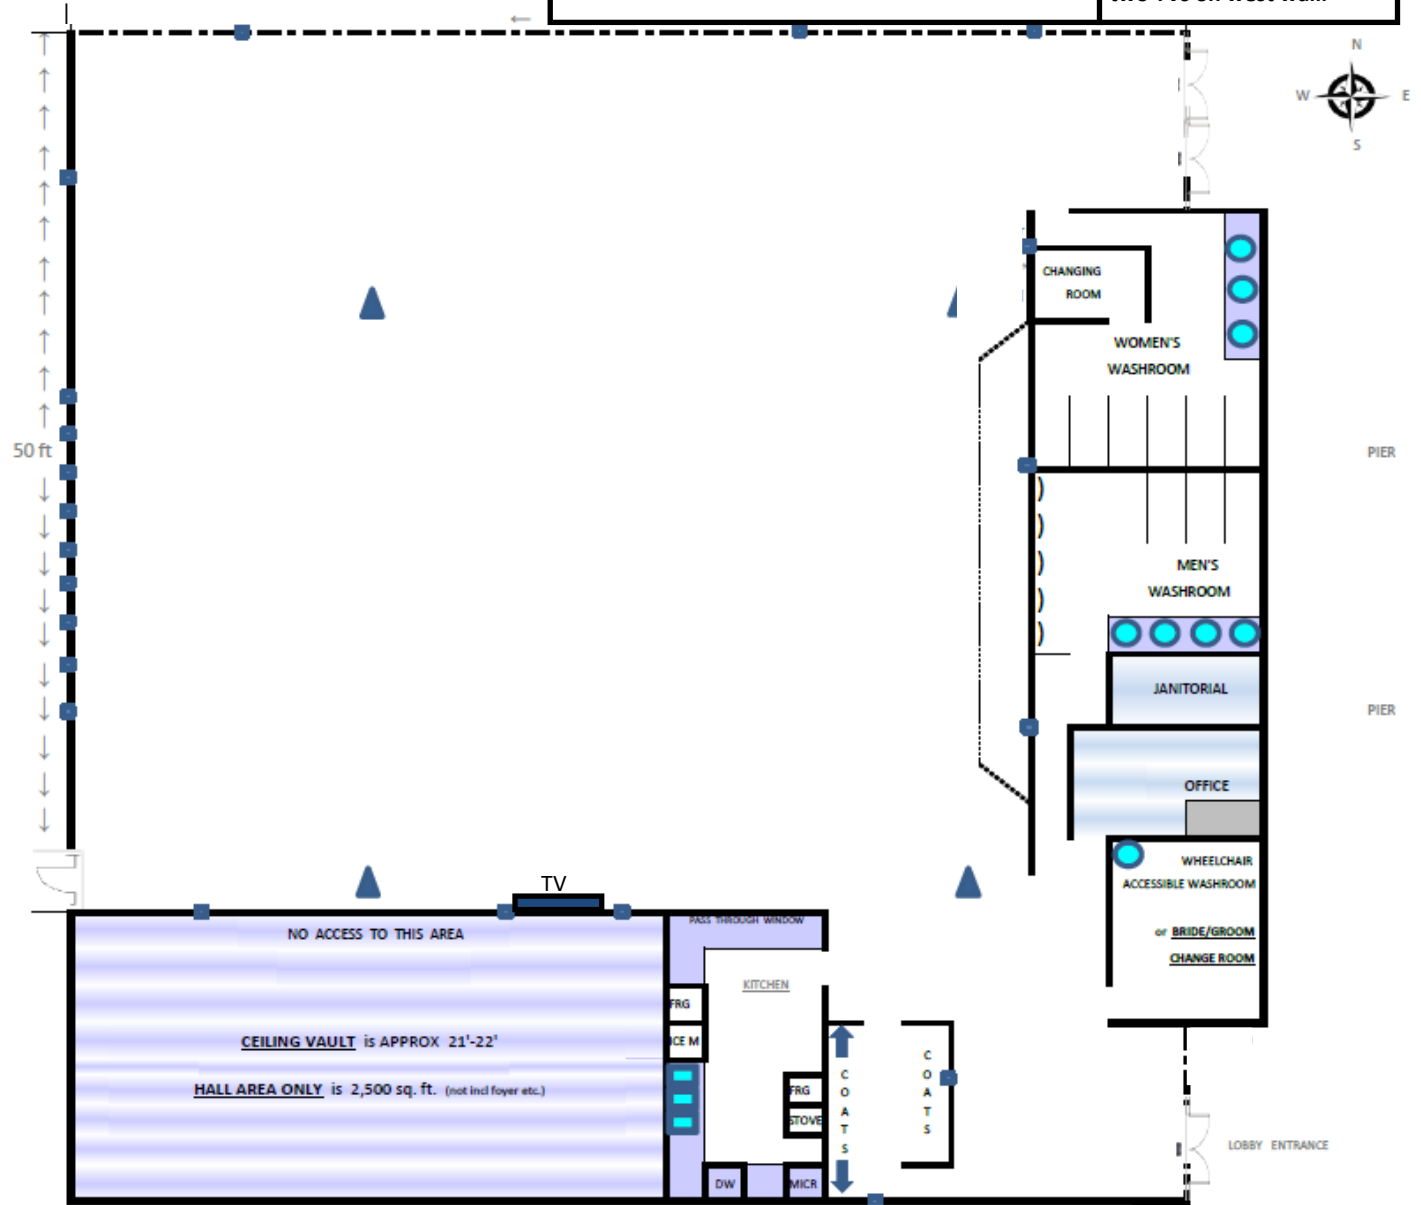 N
W E
S
CHANGING
ROOM
WOMEN'S
WASHROOM
50 ft
PIER
MEN'S
WASHROOM
JANITORIAL
PIER
OFFICE
WHEELCHAIR
ACCESSIBLE WASHROOM
or BRIDE/GROOM
CHANGE ROOM
TV
PASS THROUGH WINDOW
NO ACCESS TO THIS AREA
KITCHEN
FRG
ICE M
CEILING VAULT is APPROX 21'-22'
HALL AREA ONLY is 2,500 sq. ft. (not incl foyer etc.)
FRG
STOVE
COATS
COATS
LOBBY ENTRANCE
DW
MICR